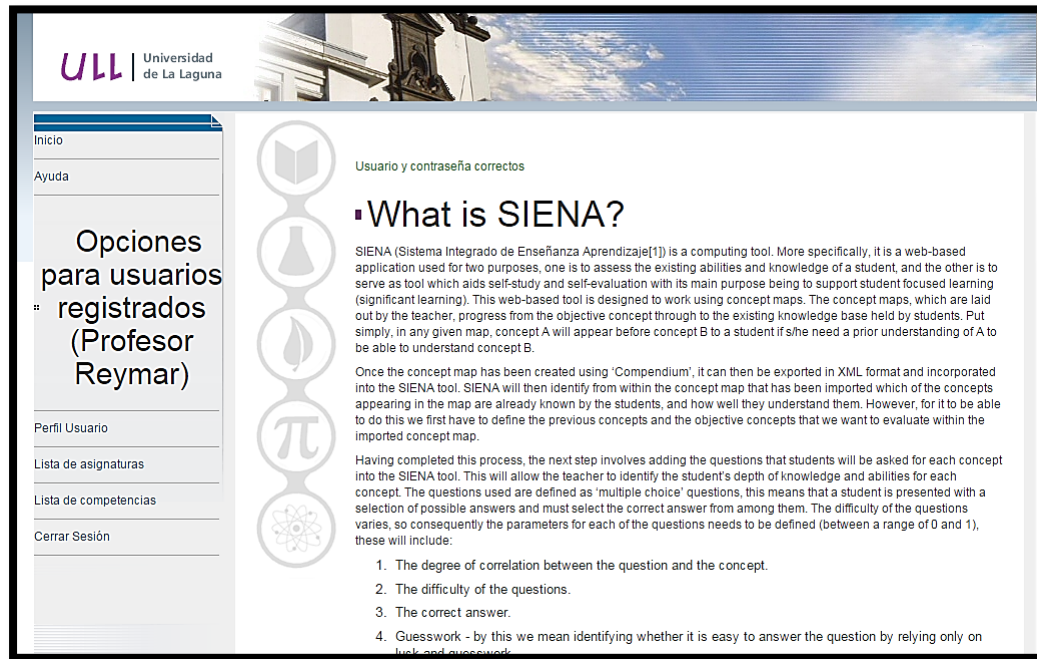 ULL
Universidad
de La Laguna
Inicio
Ayuda
Opciones
para usuarios
registrados
(Profesor
Reymar)
Perfil Usuario
Lista de asignaturas
Lista de competencias
Cerrar Sesión
π
Usuario y contraseña correctos
What is SIENA?
SIENA (Sistema Integrado de Enseñanza Aprendizaje[1]) is a computing tool. More specifically, it is a web-based
application used for two purposes, one is to assess the existing abilities and knowledge of a student, and the other is to
serve as tool which aids self-study and self-evaluation with its main purpose being to support student focused learning
(significant learning). This web-based tool is designed to work using concept maps. The concept maps, which are laid
out by the teacher, progress from the objective concept through to the existing knowledge base held by students. Put
simply, in any given map, concept A will appear before concept B to a student if s/he need a prior understanding of A to
be able to understand concept B.
Once the concept map has been created using ‘Compendium’, it can then be exported in XML format and incorporated
into the SIENA tool. SIENA will then identify from within the concept map that has been imported which of the concepts
appearing in the map are already known by the students, and how well they understand them. However, for it to be able
to do this we first have to define the previous concepts and the objective concepts that we want to evaluate within the
imported concept map.
Having completed this process, the next step involves adding the questions that students will be asked for each concept
into the SIENA tool. This will allow the teacher to identify the student’s depth of knowledge and abilities for each
concept. The questions used are defined as ‘multiple choice’ questions, this means that a student is presented with a
selection of possible answers and must select the correct answer from among them. The difficulty of the questions
varies, so consequently the parameters for each of the questions needs to be defined (between a range of 0 and 1),
these will include:
1. The degree of correlation between the question and the concept.
2. The difficulty of the questions.
3. The correct answer.
4. Guesswork - by this we mean identifying whether it is easy to answer the question by relying only on
and guesswork